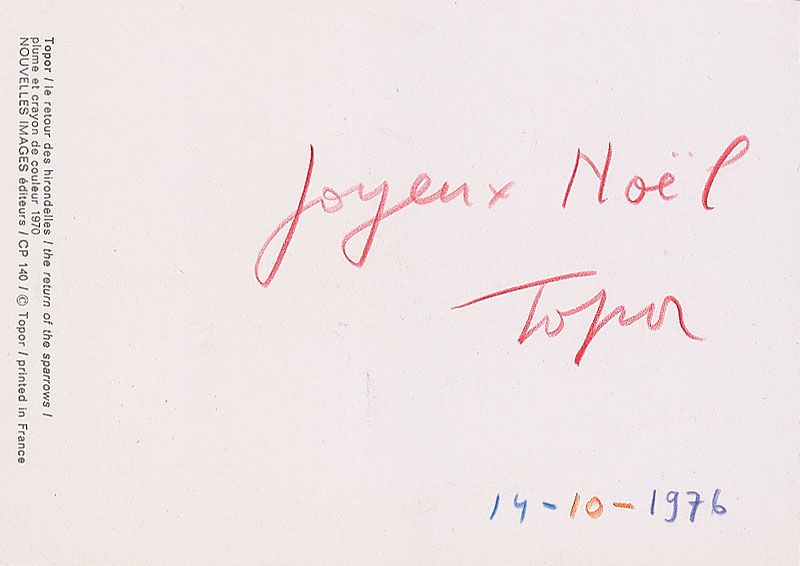 Topor / le retour des hirondelles / the return of the sparrows /
plume et crayon de couleur 1970
NOUVELLES IMAGES éditeurs / CP 140 / © Topor / printed in France
Joyeux Noël
Topor
14-10-1976